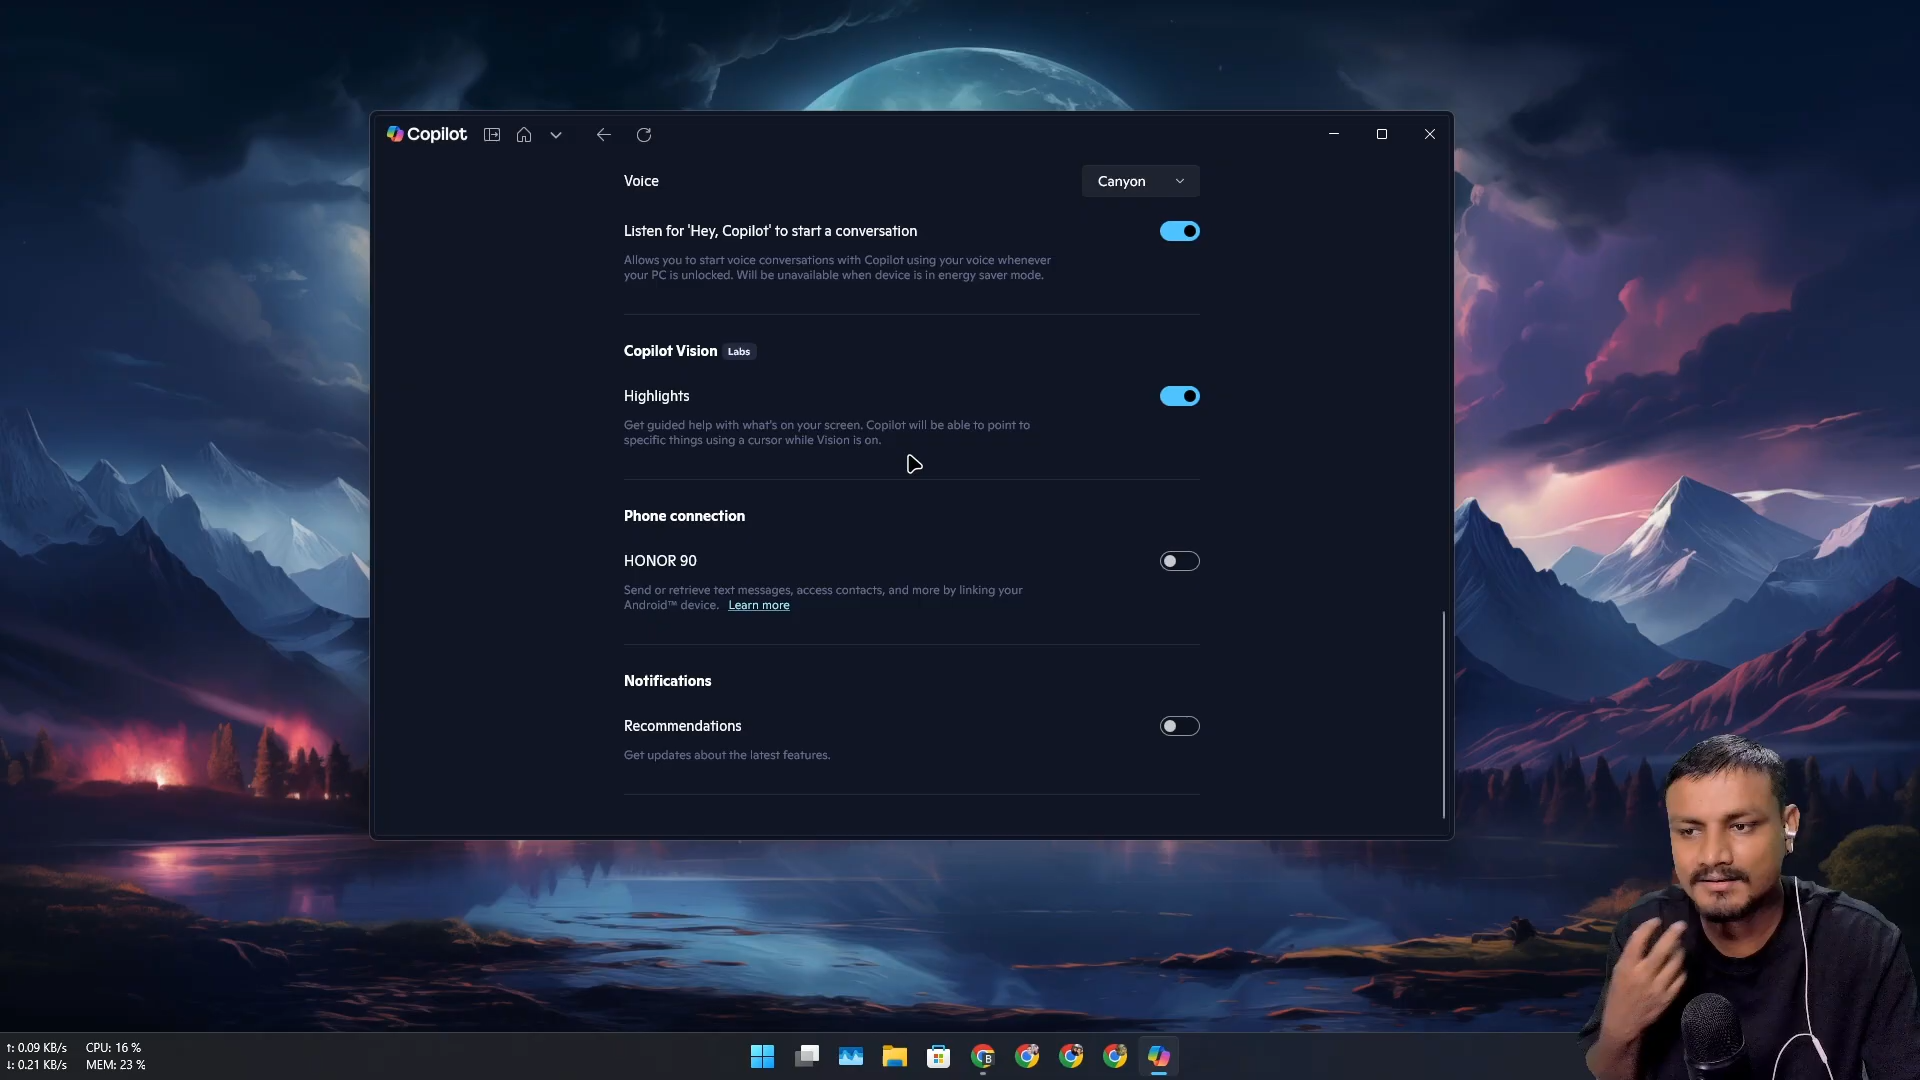 Copilot
Voice
Canyon
Listen for 'Hey, Copilot' to start a conversation
Allows you to start voice conversations with Copilot using your voice whenever
your PC is unlocked. Will be unavailable when device is in energy saver mode.
Copilot Vision Labs
Highlights
Get guided help with what's on your screen. Copilot will be able to point to
specific things using a cursor while Vision is on.
Phone connection
HONOR 90
Send or retrieve text messages, access contacts, and more by linking your
Android™ device. Learn more
Notifications
Recommendations
Get updates about the latest features.
↑: 0.09 KB/s CPU: 16 %
↓: 0.21 KB/s MEM: 23 %
B